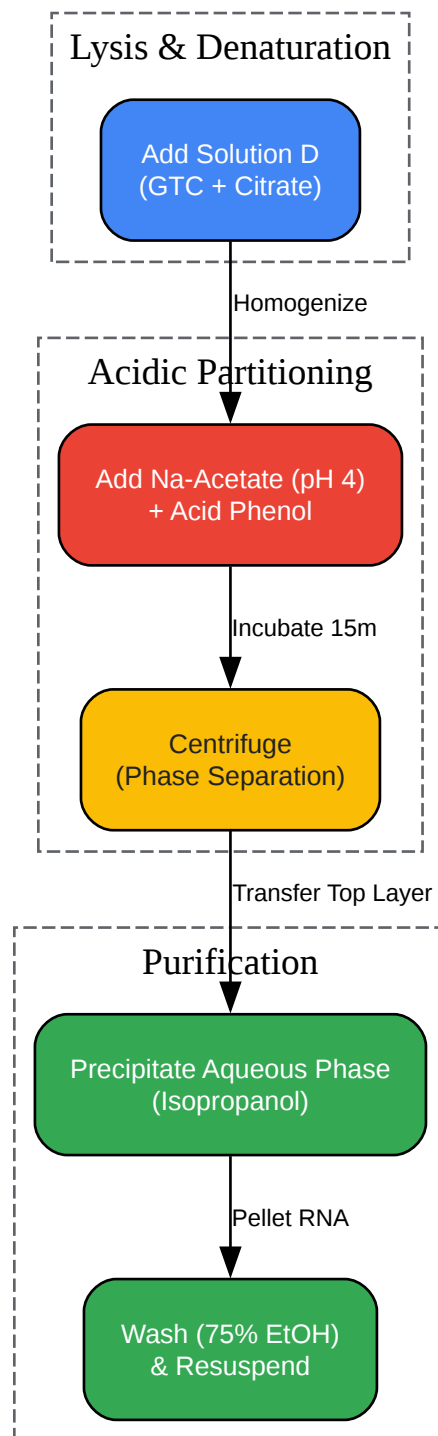 Lysis & Denaturation
Add Solution D
(GTC + Citrate)
Homogenize
Acidic Partitioning
Add Na-Acetate (pH 4)
+ Acid Phenol
Incubate 15m
Centrifuge
(Phase Separation)
Transfer Top Layer
Purification
Precipitate Aqueous Phase
(Isopropanol)
Pellet RNA
Wash (75% EtOH)
& Resuspend